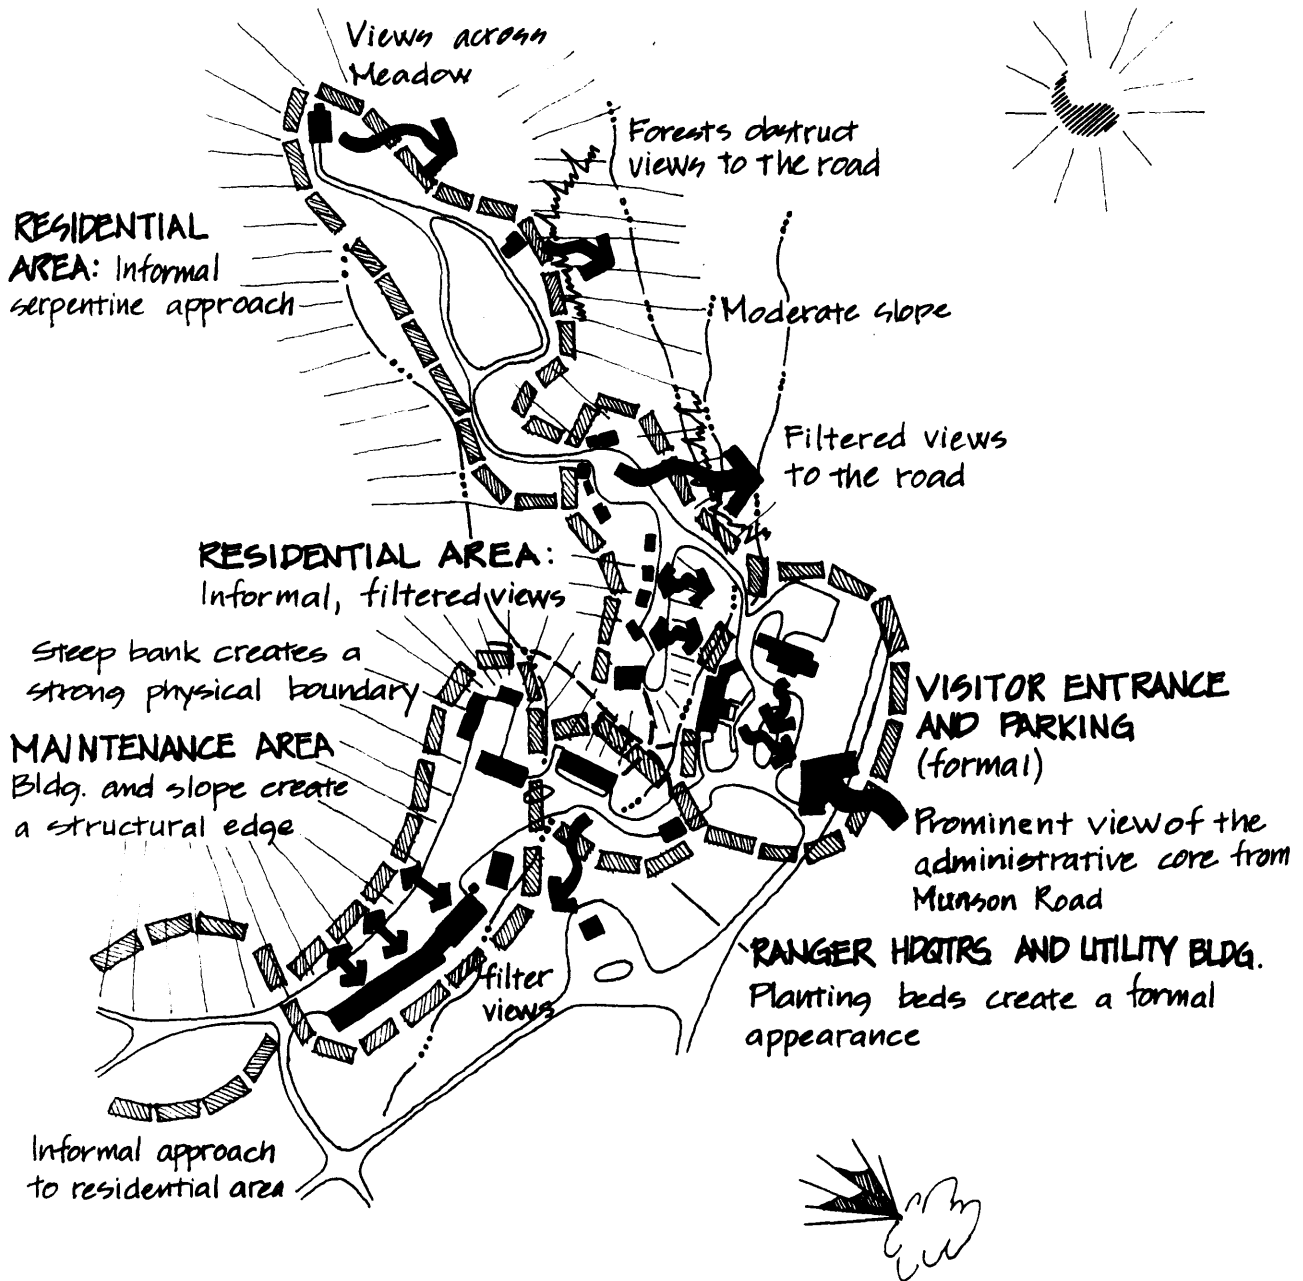 Views across
Meadow
Forests obstruct
views to the road
RESIDENTIAL
AREA: Informal
serpentine approach
Moderate slope
Filtered views
to the road
RESIDENTIAL AREA:
Informal, filtered views
Steep bank creates a
strong physical boundary
MAINTENANCE AREA
Bldg. and slope create
a structural edge
VISITOR ENTRANCE
AND PARKING
(formal)
Prominent view of the
administrative core from
Munson Road
RANGER HDQTRS AND UTILITY BLDG.
Planting beds create a formal
appearance
filter
views
Informal approach
to residential area